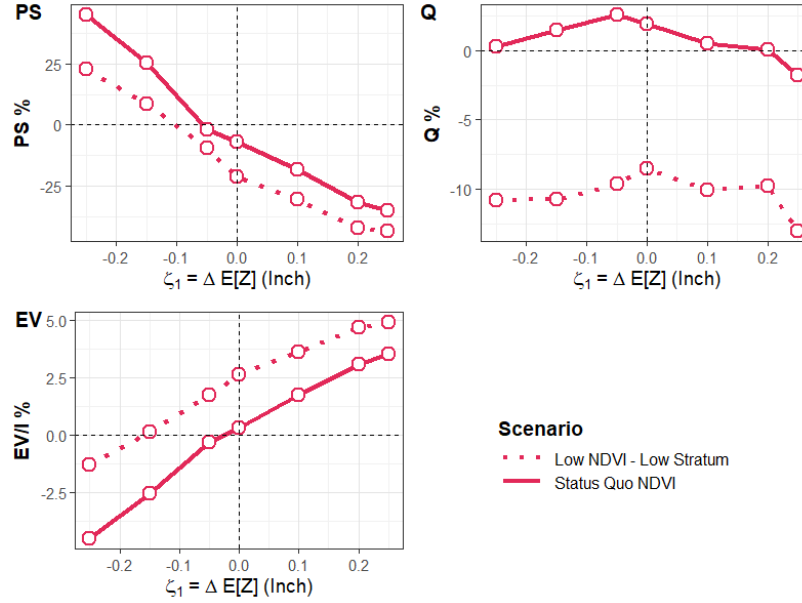 PS
PS %
25
0
-25
-0.2
-0.1
0.0
0.1
0.2
ζ₁ = Δ E[Z] (Inch)
Q
Q %
0
-5
-10
-0.2
-0.1
0.0
0.1
0.2
ζ₁ = Δ E[Z] (Inch)
EV
EV/I %
5.0
2.5
0.0
-2.5
-0.2
-0.1
0.0
0.1
0.2
ζ₁ = Δ E[Z] (Inch)
Scenario
Low NDVI - Low Stratum
Status Quo NDVI